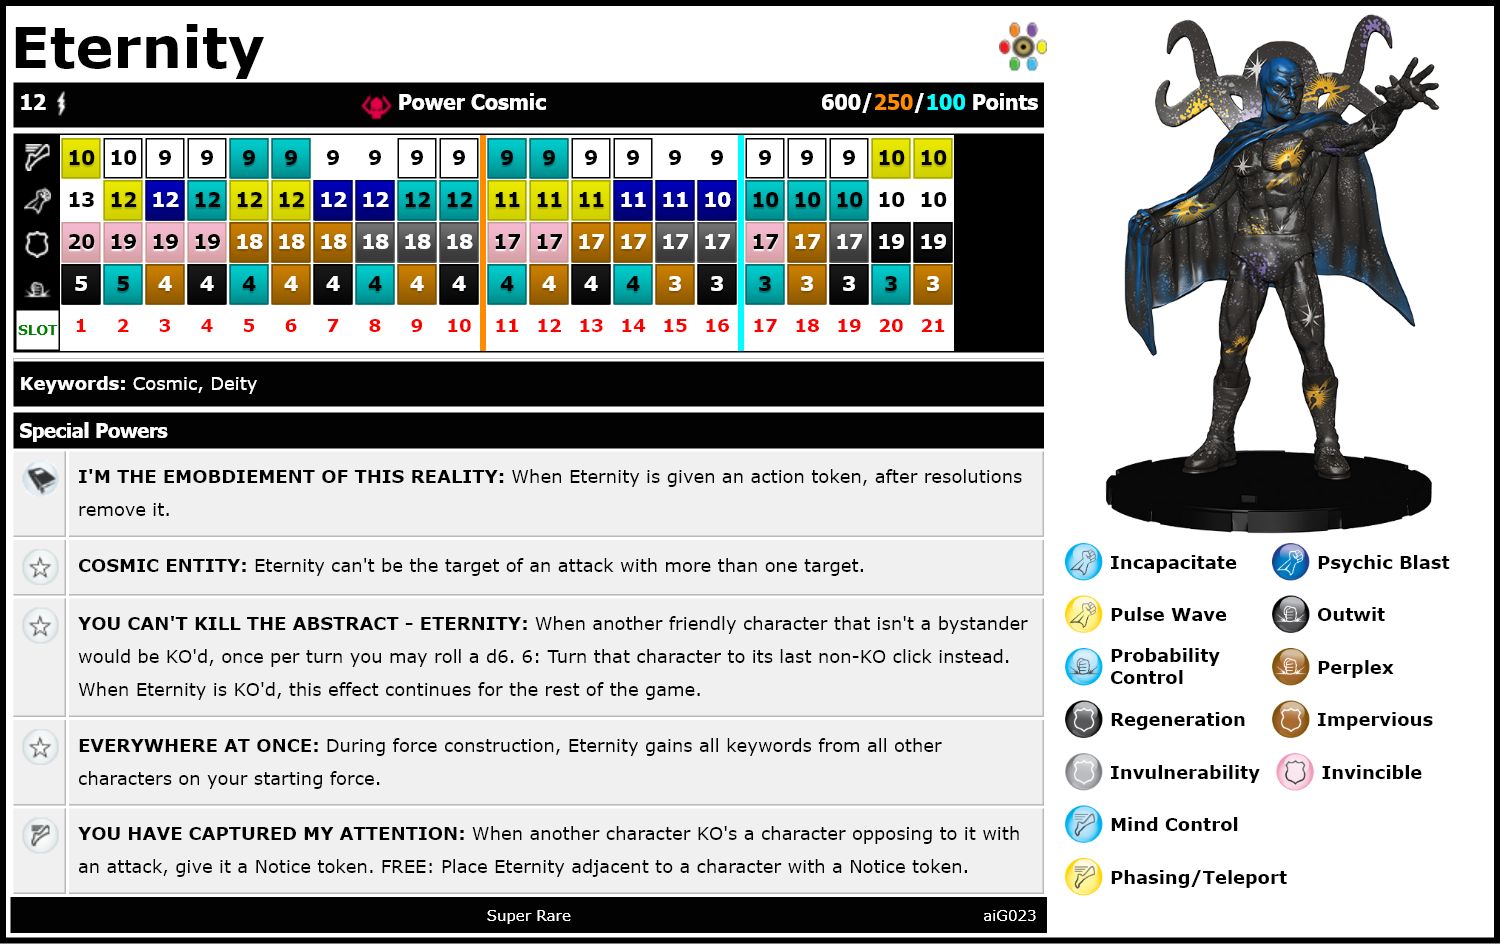 Eternity
12 Power Cosmic 600/250/100 Points
10 10 9 9 9 9 9 9 9 9 9 9 9 9 9 9 9 9 9 10 10
13 12 12 12 12 12 12 12 12 12 11 11 11 11 11 10 10 10 10 10 10
20 19 19 19 18 18 18 18 18 18 17 17 17 17 17 17 17 17 17 19 19
5 5 4 4 4 4 4 4 4 4 4 4 4 4 3 3 3 3 3 3 3
SLOT 1 2 3 4 5 6 7 8 9 10 11 12 13 14 15 16 17 18 19 20 21
Keywords: Cosmic, Deity
Special Powers
I'M THE EMOBDIEMENT OF THIS REALITY: When Eternity is given an action token, after resolutions
remove it.
COSMIC ENTITY: Eternity can't be the target of an attack with more than one target.
YOU CAN'T KILL THE ABSTRACT - ETERNITY: When another friendly character that isn't a bystander
would be KO'd, once per turn you may roll a d6. 6: Turn that character to its last non-KO click instead.
When Eternity is KO'd, this effect continues for the rest of the game.
EVERYWHERE AT ONCE: During force construction, Eternity gains all keywords from all other
characters on your starting force.
YOU HAVE CAPTURED MY ATTENTION: When another character KO's a character opposing to it with
an attack, give it a Notice token. FREE: Place Eternity adjacent to a character with a Notice token.
Super Rare aiG023
Incapacitate Psychic Blast
Pulse Wave Outwit
Probability
Control Perplex
Regeneration Impervious
Invulnerability Invincible
Mind Control
Phasing/Teleport